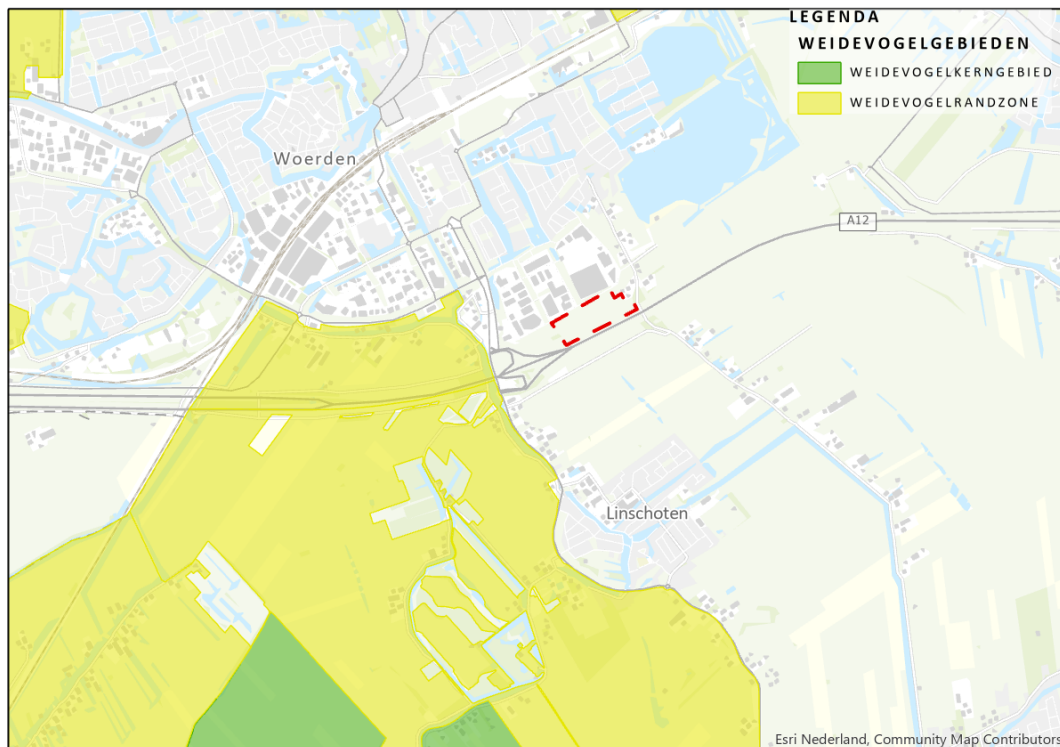 LEGENDA
WEIDEVOGELGEBIEDEN
WEIDEVOGELKERNGEBIED
WEIDEVOGELRANDZONE
Woerden
A12
Linschoten
Esri Nederland, Community Map Contributors